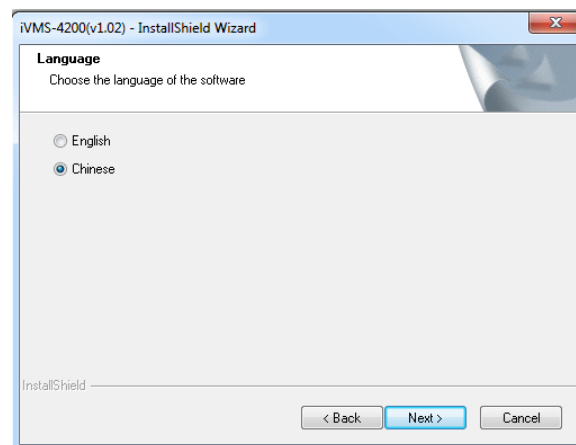 iVMS-4200(v1.02) - InstallShield Wizard
Language
Choose the language of the software
English
Chinese
InstallShield
< Back
Next >
Cancel